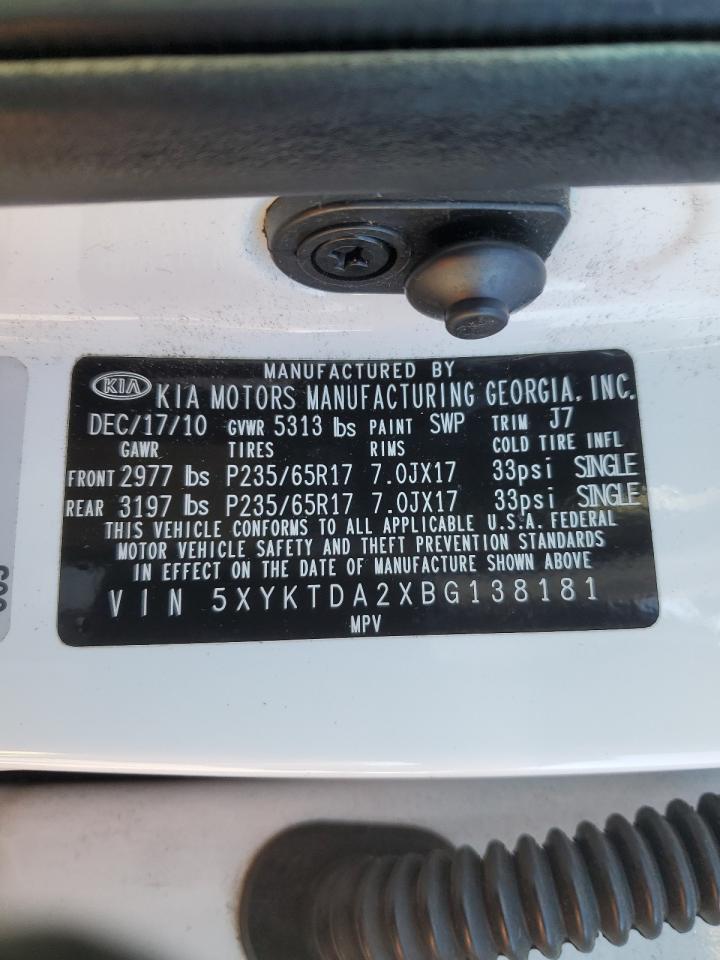 MANUFACTURED BY
KIA KIA MOTORS MANUFACTURING GEORGIA, INC.
DEC/17/10 GVWR 5313 lbs PAINT SWP TRIM J7
GAWR TIRES RIMS COLD TIRE INFL
FRONT 2977 lbs P235/65R17 7.0JX17 33psi SINGLE
REAR 3197 lbs P235/65R17 7.0JX17 33psi SINGLE
THIS VEHICLE CONFORMS TO ALL APPLICABLE U.S.A. FEDERAL
MOTOR VEHICLE SAFETY AND THEFT PREVENTION STANDARDS
IN EFFECT ON THE DATE OF MANUFACTURE SHOWN ABOVE
VIN 5XYKTDA2XBG138181
MPV